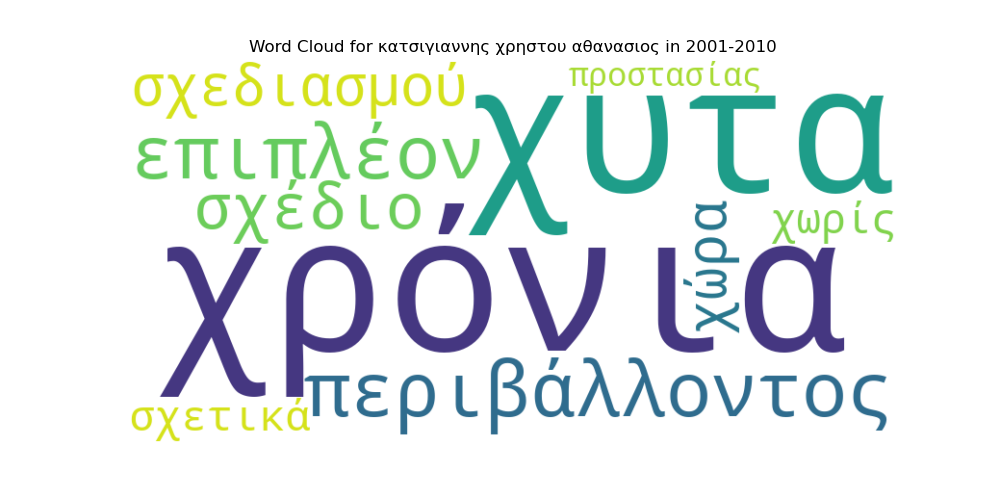 Word Cloud for κατσιγιαννης χρηστου αθανασιος in 2001-2010
σχεδιασμού
προστασίας
χυτα
επιπλέον
σχέδιο
χωρίς
χώρα
χρόνια
περιβάλλοντος
σχετικά